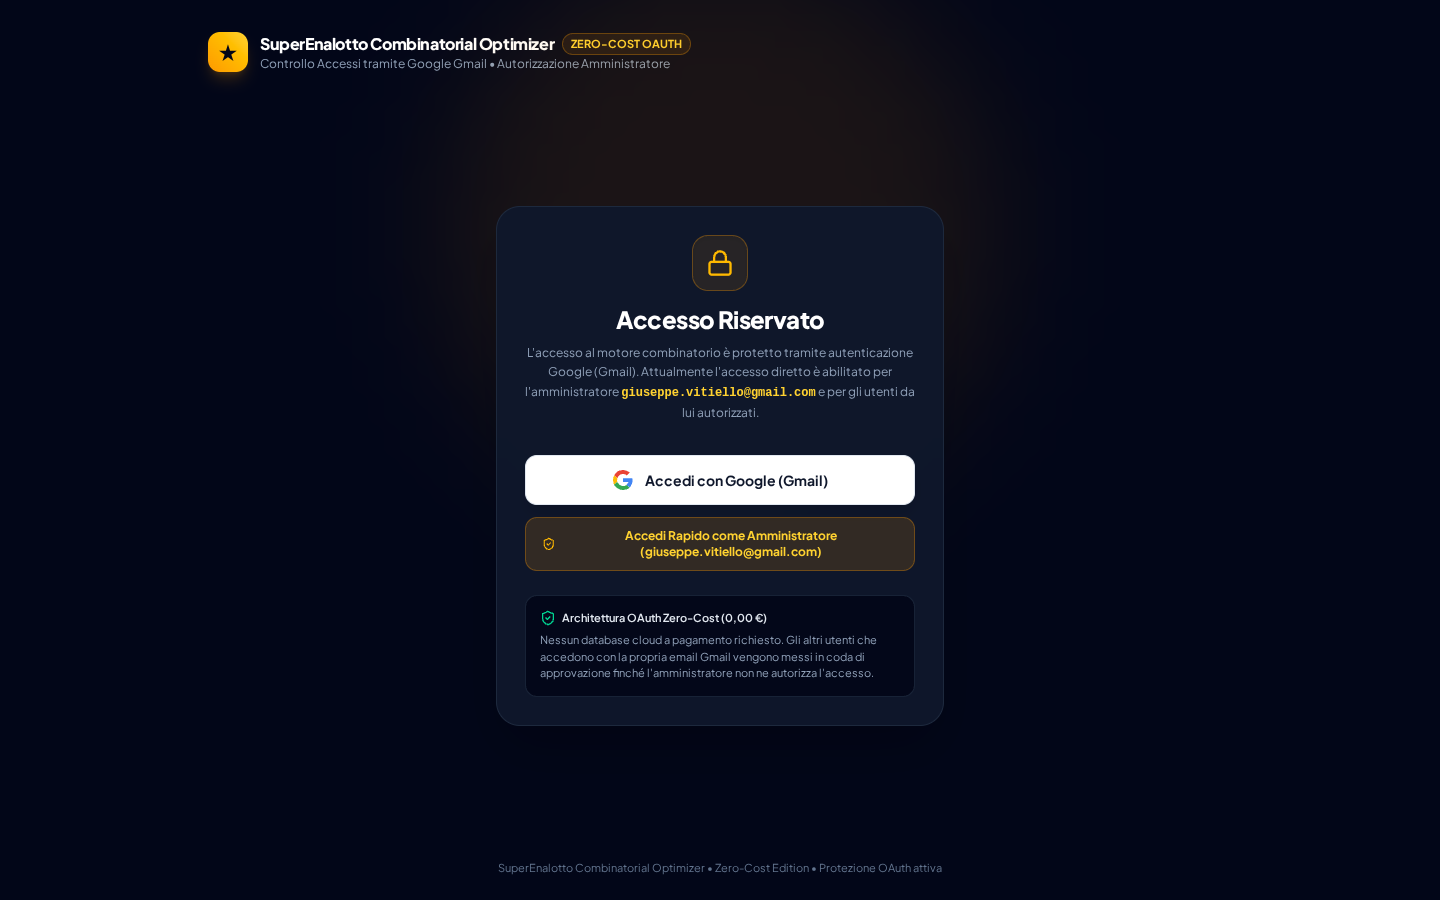 SuperEnalotto Combinatorial Optimizer ZERO-COST OAUTH
Controllo Accessi tramite Google Gmail • Autorizzazione Amministratore
Accesso Riservato
L'accesso al motore combinatorio è protetto tramite autenticazione
Google (Gmail). Attualmente l'accesso diretto è abilitato per
l'amministratore giuseppe.vitiello@gmail.com e per gli utenti da
lui autorizzati.
Accedi con Google (Gmail)
Accedi Rapido come Amministratore
(giuseppe.vitiello@gmail.com)
Architettura OAuth Zero-Cost (0,00 €)
Nessun database cloud a pagamento richiesto. Gli altri utenti che
accedono con la propria email Gmail vengono messi in coda di
approvazione finché l'amministratore non ne autorizza l'accesso.
SuperEnalotto Combinatorial Optimizer • Zero-Cost Edition • Protezione OAuth attiva